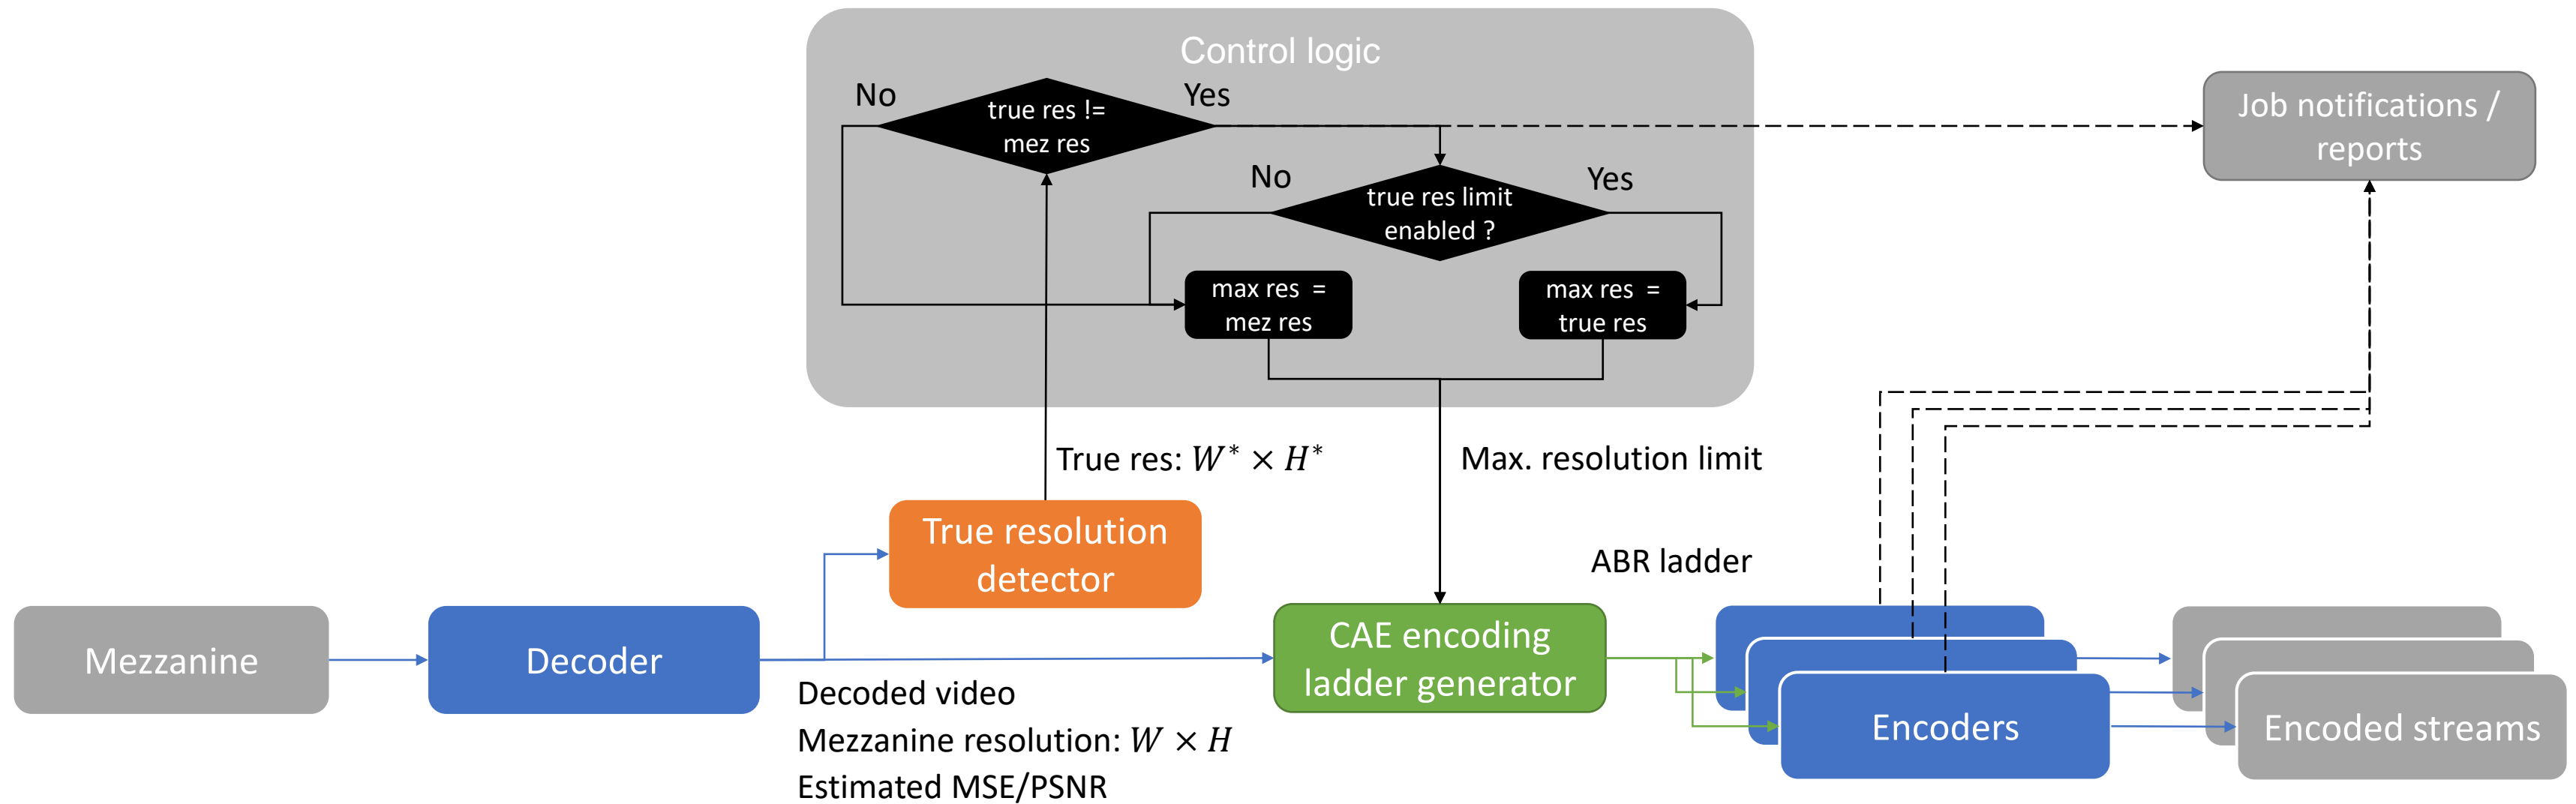 Control logic
No
Yes
true res !=
mez res
Job notifications /
reports
No
Yes
true res limit
enabled ?
max res =
mez res
max res =
true res
True res: W* × H*
Max. resolution limit
True resolution
detector
ABR ladder
Mezzanine
Decoder
CAE encoding
ladder generator
Decoded video
Mezzanine resolution: W × H
Estimated MSE/PSNR
Encoders
Encoded streams